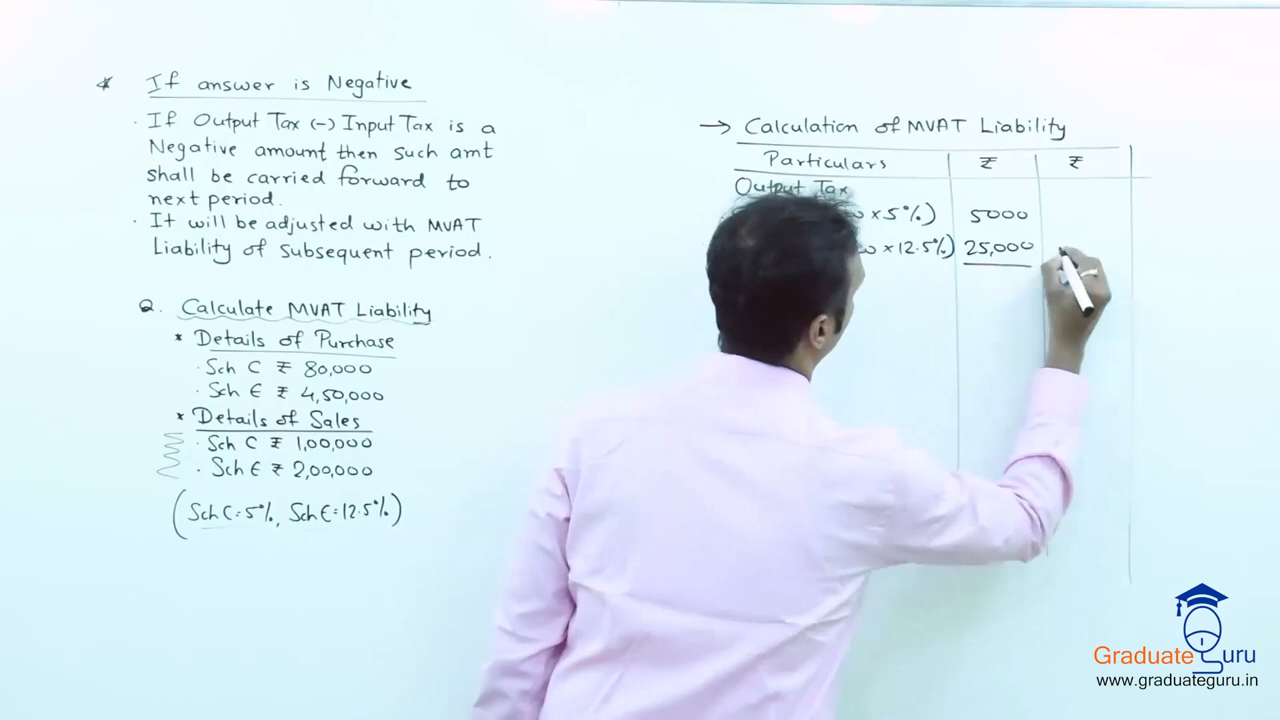 * If answer is Negative
· If Output Tax (-) Input Tax is a
Negative amount then such amt
shall be carried forward to
next period.
· It will be adjusted with MVAT
Liability of subsequent period.
Q. Calculate MVAT Liability
* Details of Purchase
· Sch C ₹ 80,000
· Sch E ₹ 4,50,000
* Details of Sales
· Sch C ₹ 1,00,000
· Sch E ₹ 2,00,000
(Sch C=5%, Sch E=12.5%)
→ Calculation of MVAT Liability
Particulars ₹ ₹
Output Tax
x 5%) 5000
x 12.5%) 25,000
Graduate Guru
www.graduateguru.in